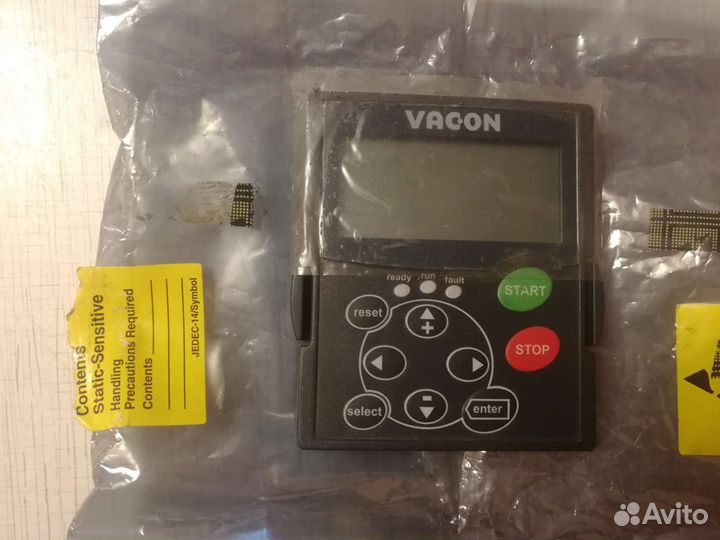 VACON
ready run fault
START
reset
+
STOP
-
select
enter
Contents
Static-Sensitive
Handling
Precautions Required
Contents
JEDEC-14/Symbol
Avito